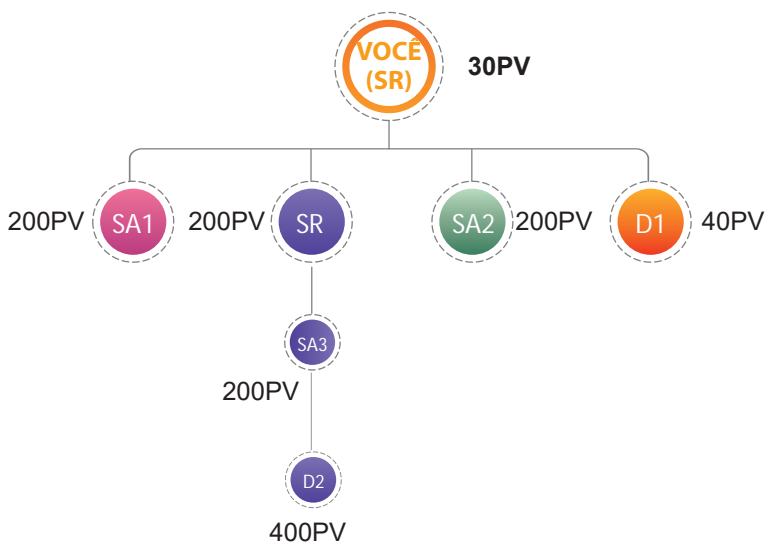 VOCÊ
(SR)
30PV
200PV
SA1
200PV
SR
SA2
200PV
D1
40PV
SA3
200PV
D2
400PV